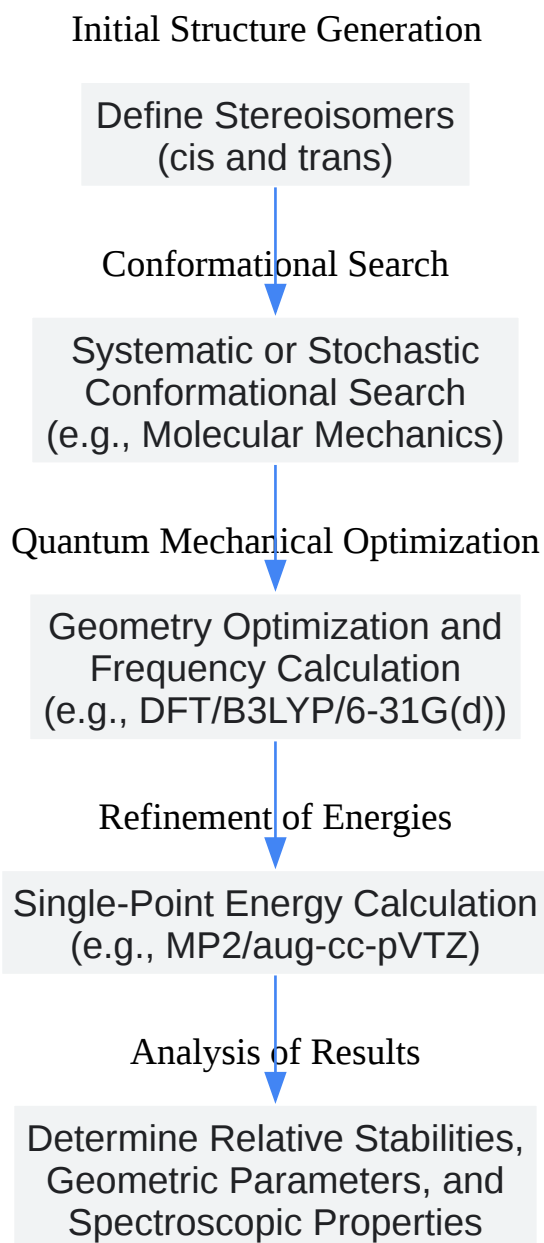 Initial Structure Generation
Define Stereoisomers
(cis and trans)
Conformational Search
Systematic or Stochastic
Conformational Search
(e.g., Molecular Mechanics)
Quantum Mechanical Optimization
Geometry Optimization and
Frequency Calculation
(e.g., DFT/B3LYP/6-31G(d))
Refinement of Energies
Single-Point Energy Calculation
(e.g., MP2/aug-cc-pVTZ)
Analysis of Results
Determine Relative Stabilities,
Geometric Parameters, and
Spectroscopic Properties